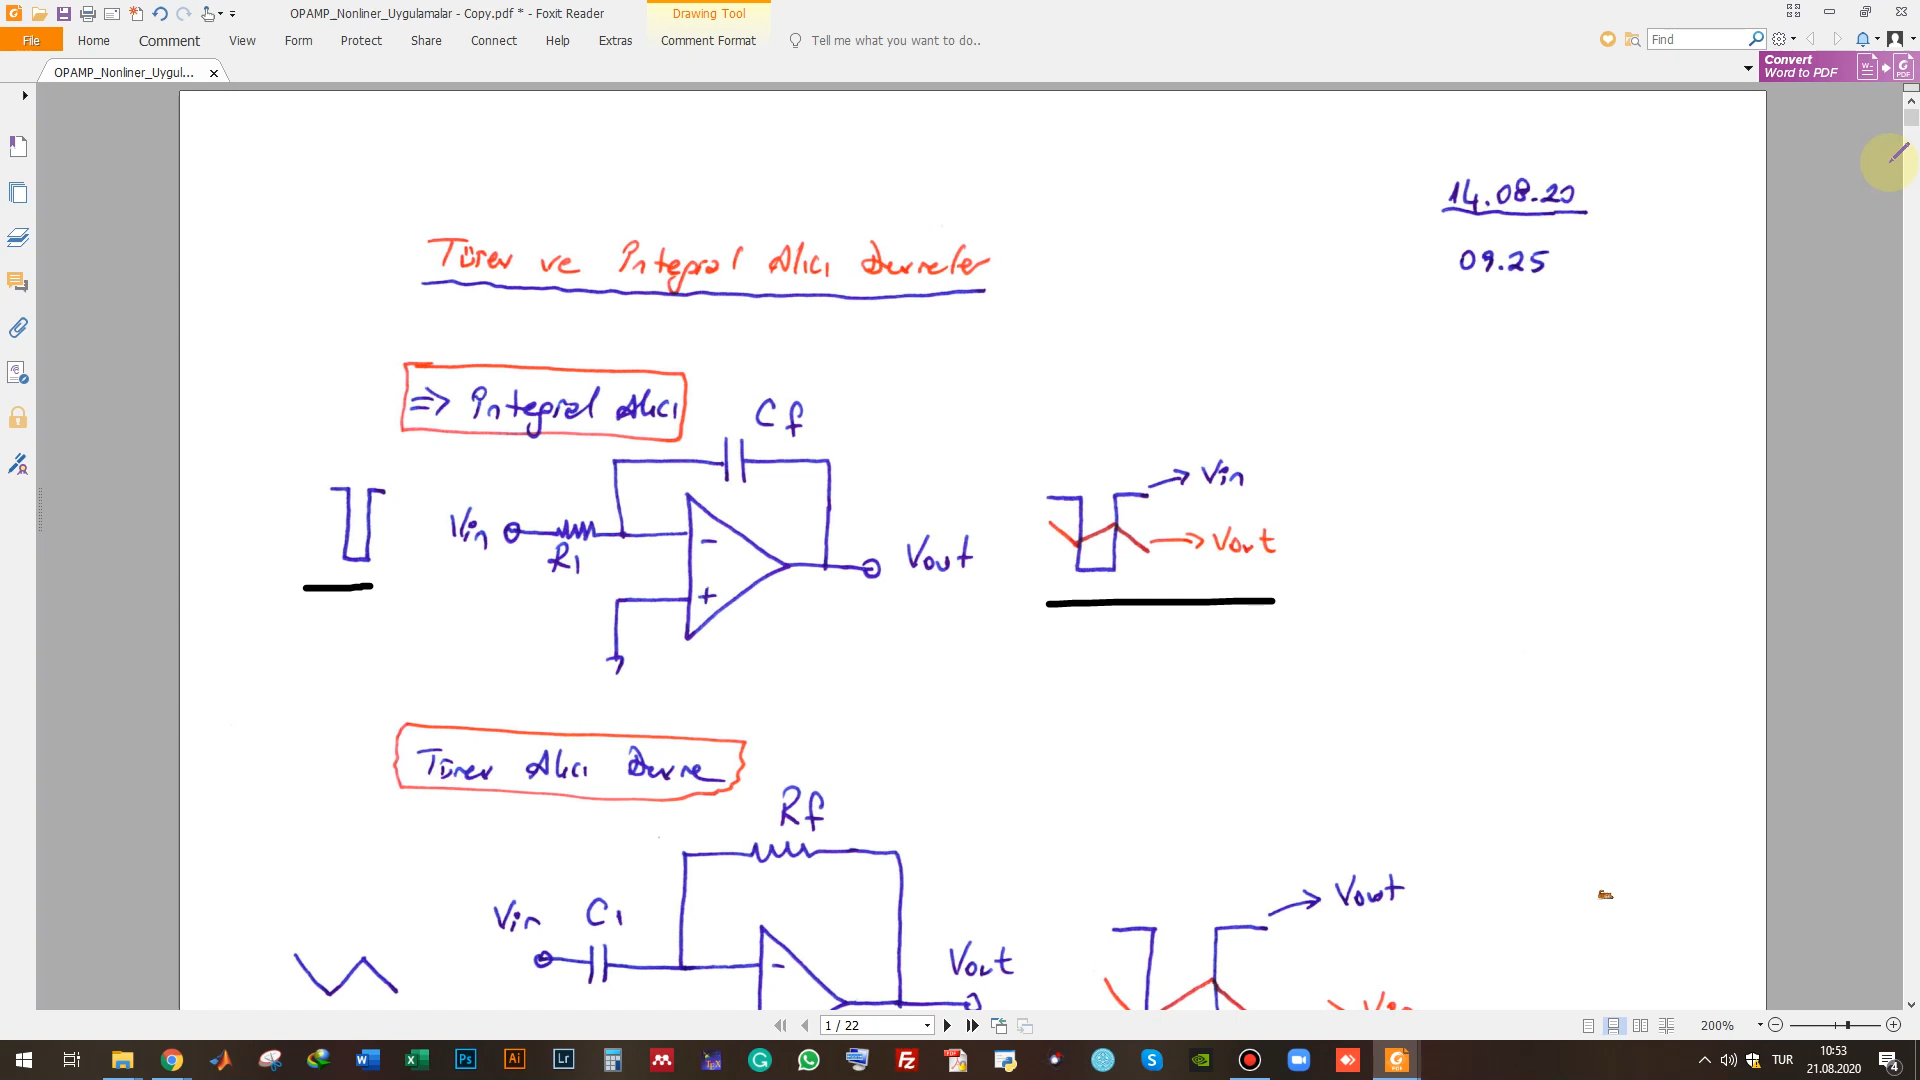 OPAMP_Nonliner_Uygulamalar - Copy.pdf * - Foxit Reader
Drawing Tool
File Home Comment View Form Protect Share Connect Help Extras Comment Format Tell me what you want to do.. Find
OPAMP_Nonliner_Uygul...
Convert
Word to PDF
14.08.20
09.25
Türev ve İntegral Alıcı Devreler
=> İntegral Alıcı
Cf
Vin
R1
-
+
Vout
Vin
Vout
Türev Alıcı Devre
Rf
Vin C1
-
Vout
Vout
Vin
1 / 22
200%
TUR
10:53
21.08.2020
4